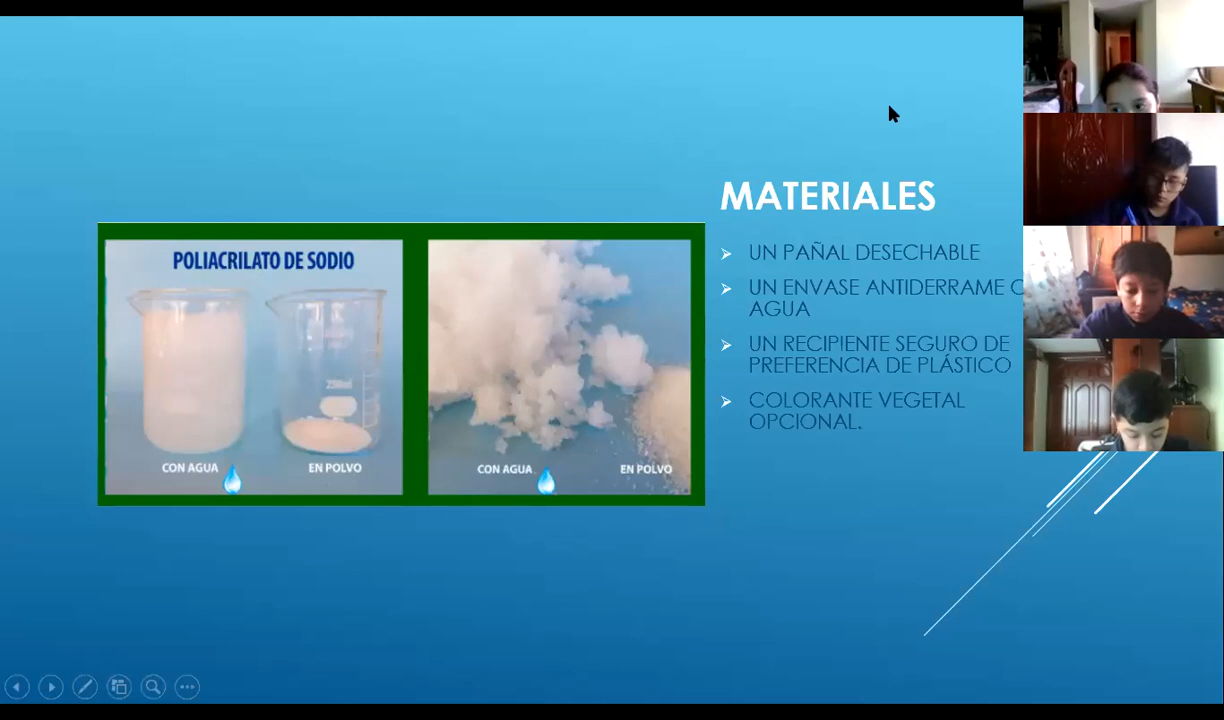 MATERIALES
POLIACRILATO DE SODIO
CON AGUA
EN POLVO
250ml
CON AGUA
EN POLVO
UN PAÑAL DESECHABLE
UN ENVASE ANTIDERRAME
AGUA
UN RECIPIENTE SEGURO DE
PREFERENCIA DE PLÁSTICO
COLORANTE VEGETAL
OPCIONAL.